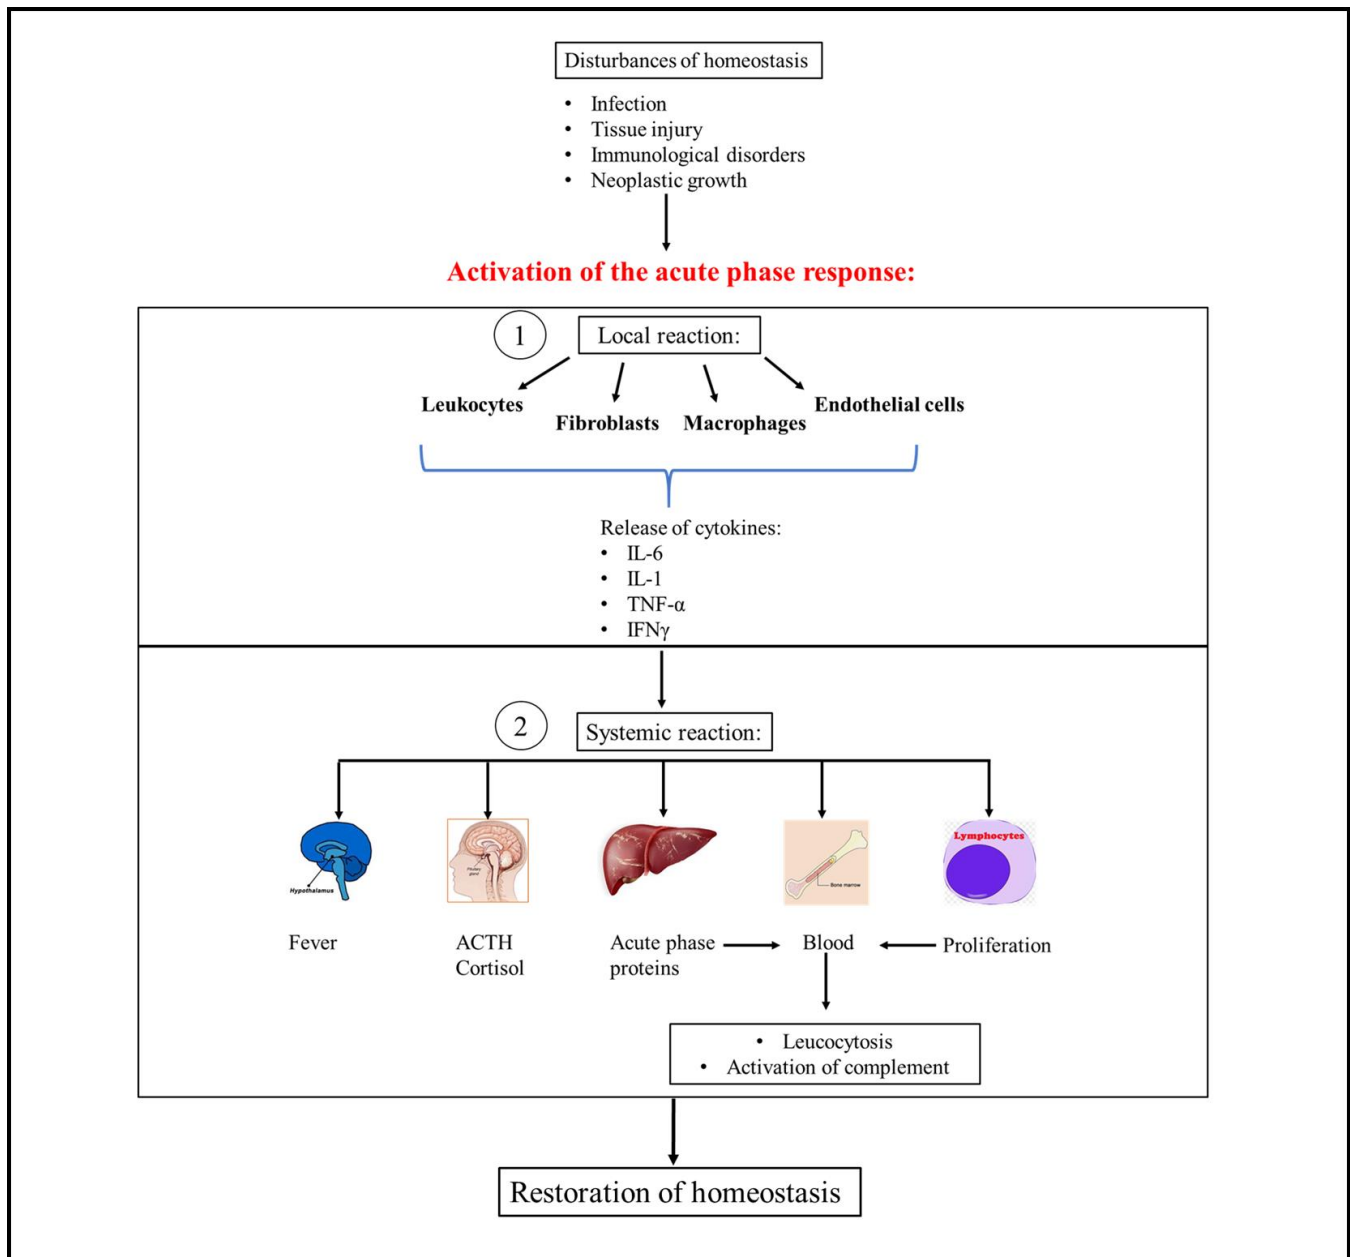 Disturbances of homeostasis
• Infection
• Tissue injury
• Immunological disorders
• Neoplastic growth
Activation of the acute phase response:
1
Local reaction:
Leukocytes
Fibroblasts
Macrophages
Endothelial cells
Release of cytokines:
• IL-6
• IL-1
• TNF-α
• IFNγ
2
Systemic reaction:
Hypothalamus
Pituitary
gland
Bone marrow
Lymphocytes
Fever
ACTH
Cortisol
Acute phase
proteins
Blood
Proliferation
• Leucocytosis
• Activation of complement
Restoration of homeostasis